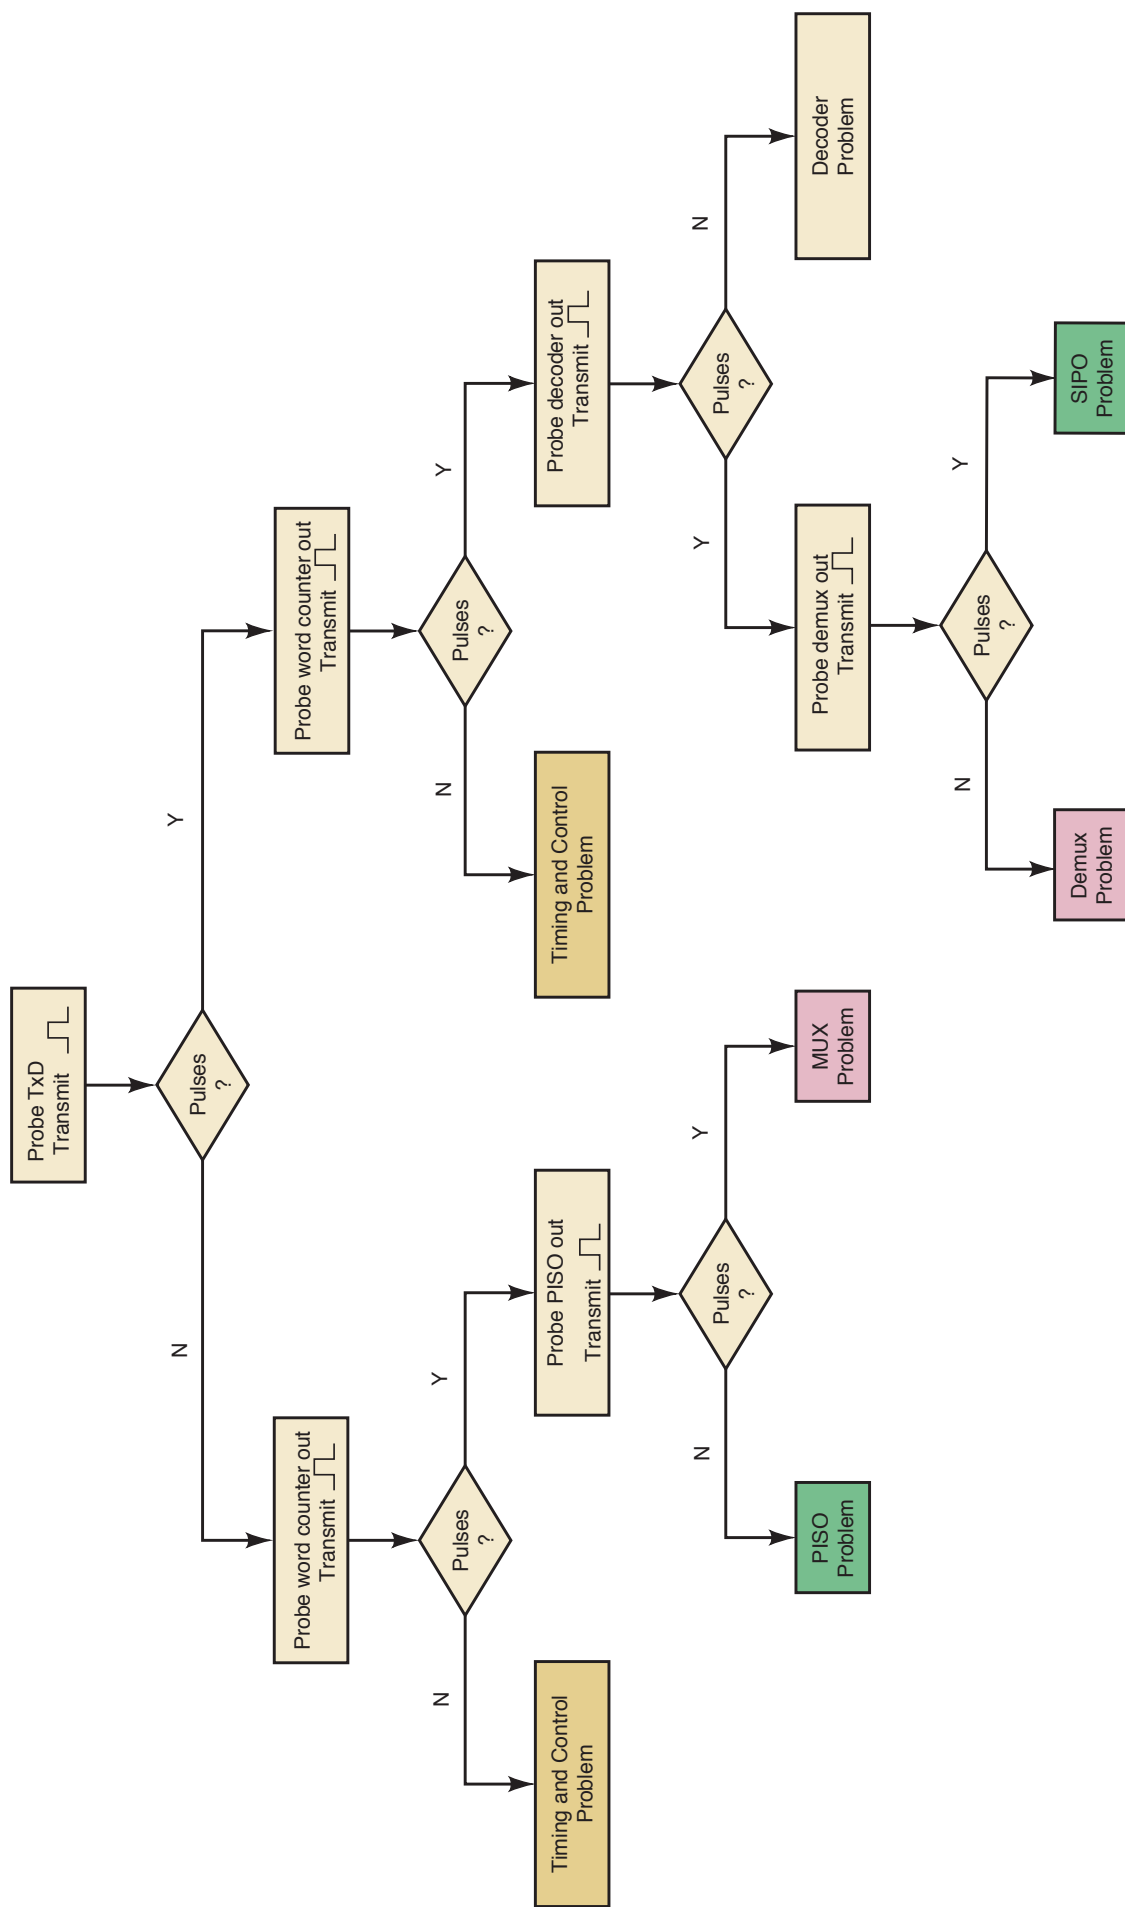 Probe TxD
Transmit
Pulses
?
N
Y
Probe word counter out
Transmit
Probe word counter out
Transmit
Pulses
?
Pulses
?
N
Y
N
Y
Timing and Control
Problem
Probe PISO out
Transmit
Timing and Control
Problem
Probe decoder out
Transmit
Pulses
?
Pulses
?
N
Y
Y
N
PISO
Problem
MUX
Problem
Probe demux out
Transmit
Decoder
Problem
Pulses
?
N
Y
Demux
Problem
SIPO
Problem